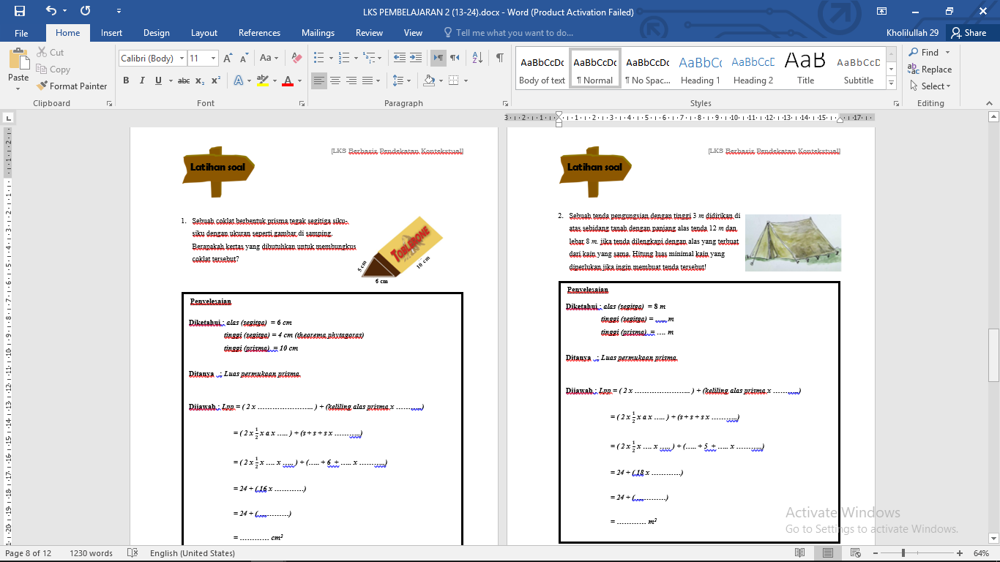 LKS PEMBELAJARAN 2 (13-24).docx - Word (Product Activation Failed)
File Home Insert Design Layout References Mailings Review View Tell me what you want to do... Kholilullah 29 Share
Paste
Cut
Copy
Format Painter
Calibri (Body) 11
AaBbCcDc AaBbCcDc AaBbCcDc AaBbCc AaBbCcD AaB AaBbCcD
Body of text ¶ Normal ¶ No Spac... Heading 1 Heading 2 Title Subtitle
Find
Replace
Select
Clipboard Font Paragraph Styles Editing
[LKS Berbasis Pendekatan Kontekstual]
Latihan soal
1. Sebuah coklat berbentuk prisma tegak segitiga siku-
siku dengan ukuran seperti gambar di samping.
Berapakah kertas yang dibutuhkan untuk membungkus
coklat tersebut?
TOBLERONE
5 cm
10 cm
6 cm
Penyelesaian
Diketahui : alas (segitga) = 6 cm
tinggi (segitga) = 4 cm (theorema phytagoras)
tinggi (prisma) = 10 cm
Ditanya : Luas permukaan prisma.
Dijawab : Lpp = ( 2 x ......................... ) + (keliling alas prisma x ............)
= ( 2 x 1/2 x a x ..... ) + (s + s + s x ............)
= ( 2 x 1/2 x .... x ..... ) + (..... + 6 + ..... x ............)
= 24 + ( 16 x ............)
= 24 + (..............)
= ............ cm²
[LKS Berbasis Pendekatan Kontekstual]
Latihan soal
2. Sebuah tenda pengungsian dengan tinggi 3 m didirikan di
atas sebidang tanah dengan panjang alas tenda 12 m dan
lebar 8 m. jika tenda dilengkapi dengan alas yang terbuat
dari kain yang sama. Hitung luas minimal kain yang
diperlukan jika ingin membuat tenda tersebut!
Penyelesaian
Diketahui : alas (segitga) = 8 m
tinggi (segitga) = ..... m
tinggi (prisma) = .... m
Ditanya : Luas permukaan prisma.
Dijawab : Lpp = ( 2 x ......................... ) + (keliling alas prisma x ............)
= ( 2 x 1/2 x a x ..... ) + (s + s + s x ............)
= ( 2 x 1/2 x .... x ..... ) + (..... + 5 + ..... x ............)
= 24 + ( 18 x ............)
= 24 + (..............)
= ............ m²
Activate Windows
Go to Settings to activate Windows.
Page 8 of 12 1230 words English (United States) 64%